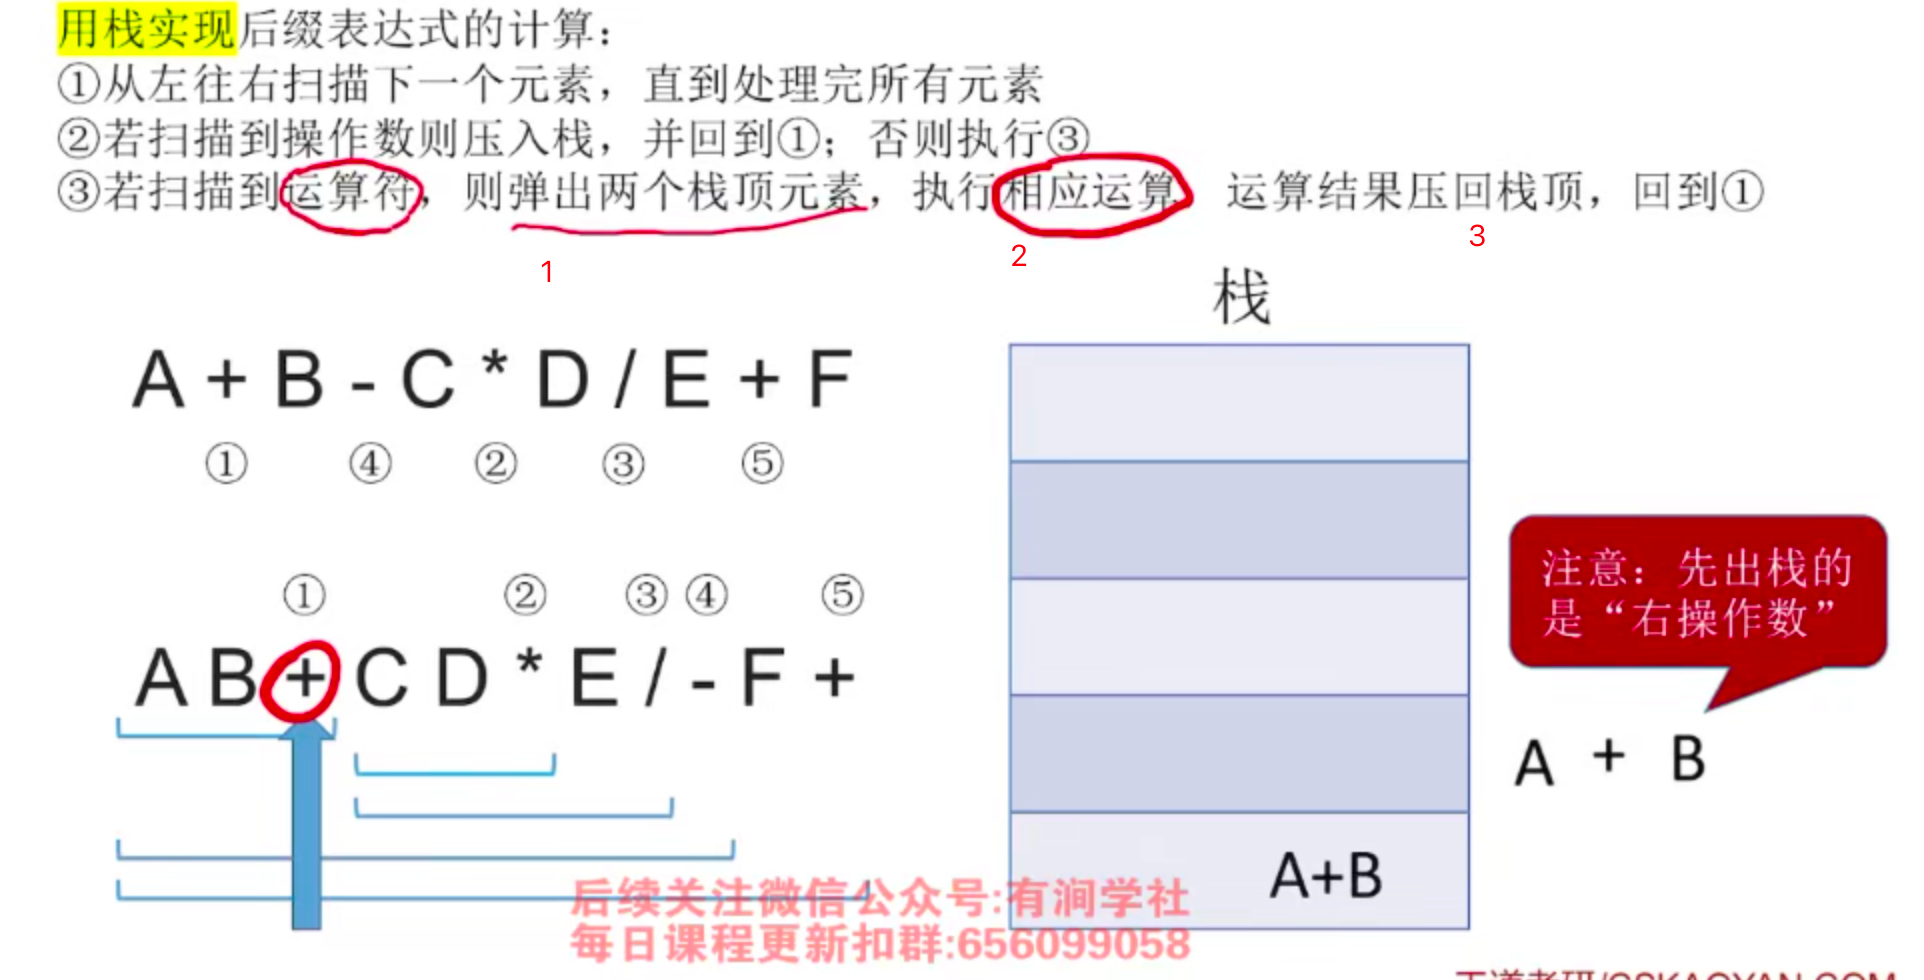 用栈实现后缀表达式的计算：
①从左往右扫描下一个元素，直到处理完所有元素
②若扫描到操作数则压入栈，并回到①；否则执行③
③若扫描到运算符，则弹出两个栈顶元素，执行相应运算 运算结果压回栈顶，回到①
1
2
3
栈
A + B - C * D / E + F
① ④ ② ③ ⑤
① ② ③ ④ ⑤
A B + C D * E / - F +
注意：先出栈的
是“右操作数”
A + B
A+B
后续关注微信公众号:有涧学社
每日课程更新扣群:656099058